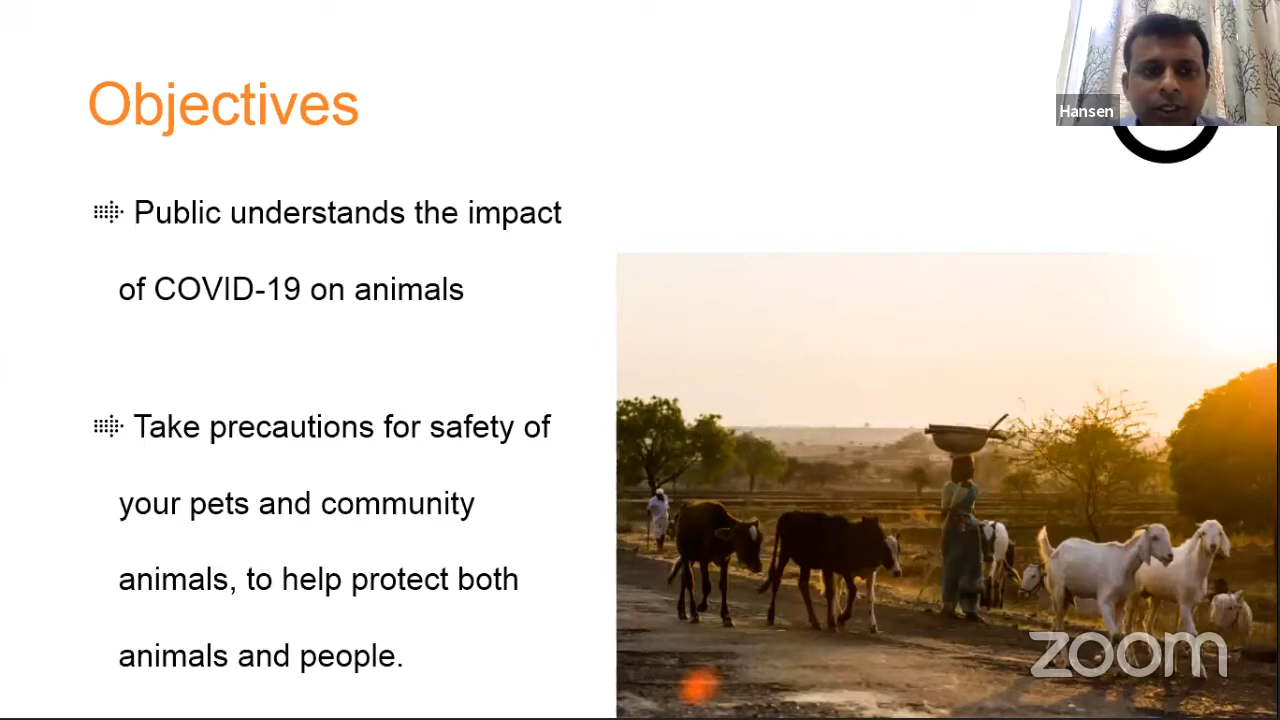 Objectives
Hansen
Public understands the impact
of COVID-19 on animals
Take precautions for safety of
your pets and community
animals, to help protect both
animals and people.
zoom